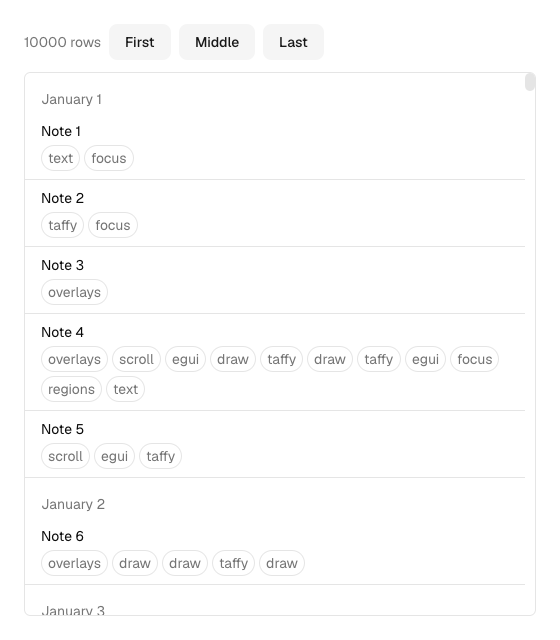 10000 rows First Middle Last
January 1
Note 1
text focus
Note 2
taffy focus
Note 3
overlays
Note 4
overlays scroll egui draw taffy draw taffy egui focus
regions text
Note 5
scroll egui taffy
January 2
Note 6
overlays draw draw taffy draw
January 3